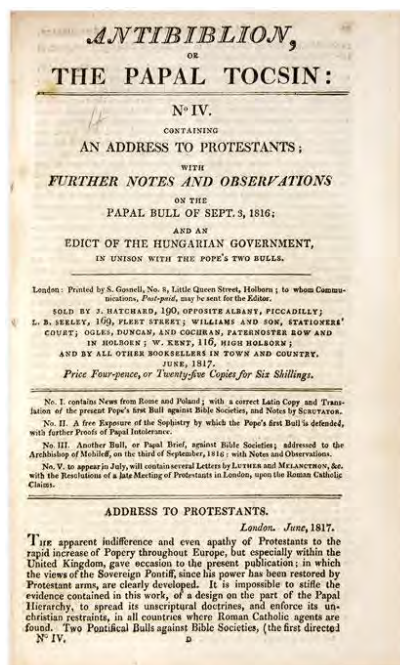 ANTIBIBLION,
OR
THE PAPAL TOCSIN:
No IV.
4
CONTAINING
AN ADDRESS TO PROTESTANTS;
WITH
FURTHER NOTES AND OBSERVATIONS
ON THE
PAPAL BULL OF SEPT. 3, 1816;
AND AN
EDICT OF THE HUNGARIAN GOVERNMENT,
IN UNISON WITH THE POPE'S TWO BULLS.
London: Printed by S. Gosnell, No. 8, Little Queen Street, Holborn; to whom Commu-
nications, Post-paid, may be sent for the Editor.
SOLD BY J. HATCHARD, 190, OPPOSITE ALBANY, PICCADILLY;
L. B. SEELEY, 169, FLEET STREET; WILLIAMS AND SON, STATIONERS'
COURT; OGLES, DUNCAN, AND COCHRAN, PATERNOSTER ROW AND
IN HOLBORN; W. KENT, 116, HIGH HOLBORN;
AND BY ALL OTHER BOOKSELLERS IN TOWN AND COUNTRY.
JUNE, 1817.
Price Four-pence, or Twenty-five Copies for Six Shillings.
No. I. contains News from Rome and Poland; with a correct Latin Copy and Trans-
lation of the present Pope's first Bull against Bible Societies, and Notes by SCRUTATOR.
No. II. A free Exposure of the Sophistry by which the Pope's first Bull is defended,
with further Proofs of Papal Intolerance.
No. III. Another Bull, or Papal Brief, against Bible Societies; addressed to the
Archbishop of Mohileff, on the third of September, 1816: with Notes and Observations.
No. V. to appear in July, will contain several Letters by LUTHER and MELANCTHON, &c.
with the Resolutions of a late Meeting of Protestants in London, upon the Roman Catholic
Claims.
ADDRESS TO PROTESTANTS.
London. June, 1817.
THE apparent indifference and even apathy of Protestants to the
rapid increase of Popery throughout Europe, but especially within the
United Kingdom, gave occasion to the present publication; in which
the views of the Sovereign Pontiff, since his power has been restored by
Protestant arms, are clearly developed. It is impossible to stifle the
evidence contained in this work, of a design on the part of the Papal
Hierarchy, to spread its unscriptural doctrines, and enforce its un-
christian restraints, in all countries where Roman Catholic agents are
found. Two Pontifical Bulls against Bible Societies, (the first directed
No IV. D